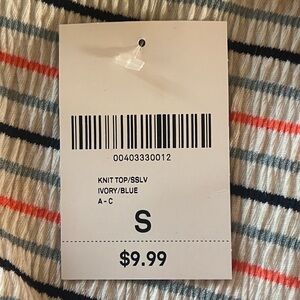 00403330012
KNIT TOP/SSLV
IVORY/BLUE
A - C
S
$9.99